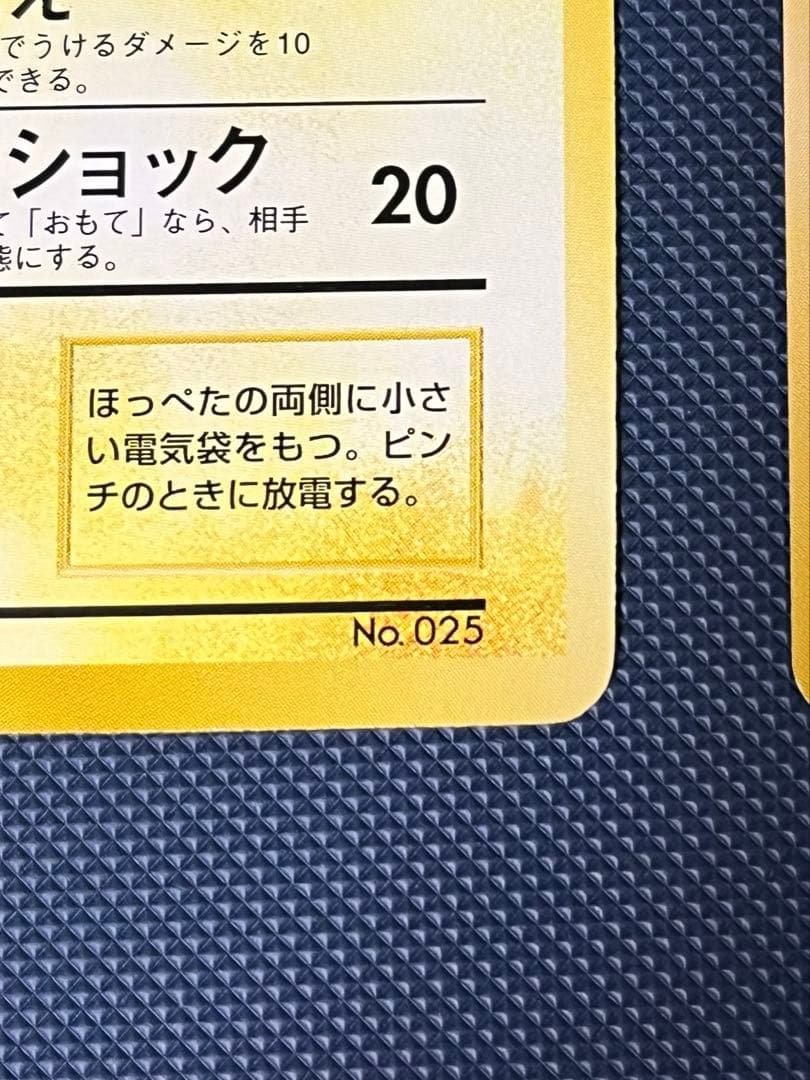 でうけるダメージを10
できる。
ショック 20
て「おもて」なら、相手
態にする。
ほっぺたの両側に小さ
い電気袋をもつ。ピン
チのときに放電する。
No. 025